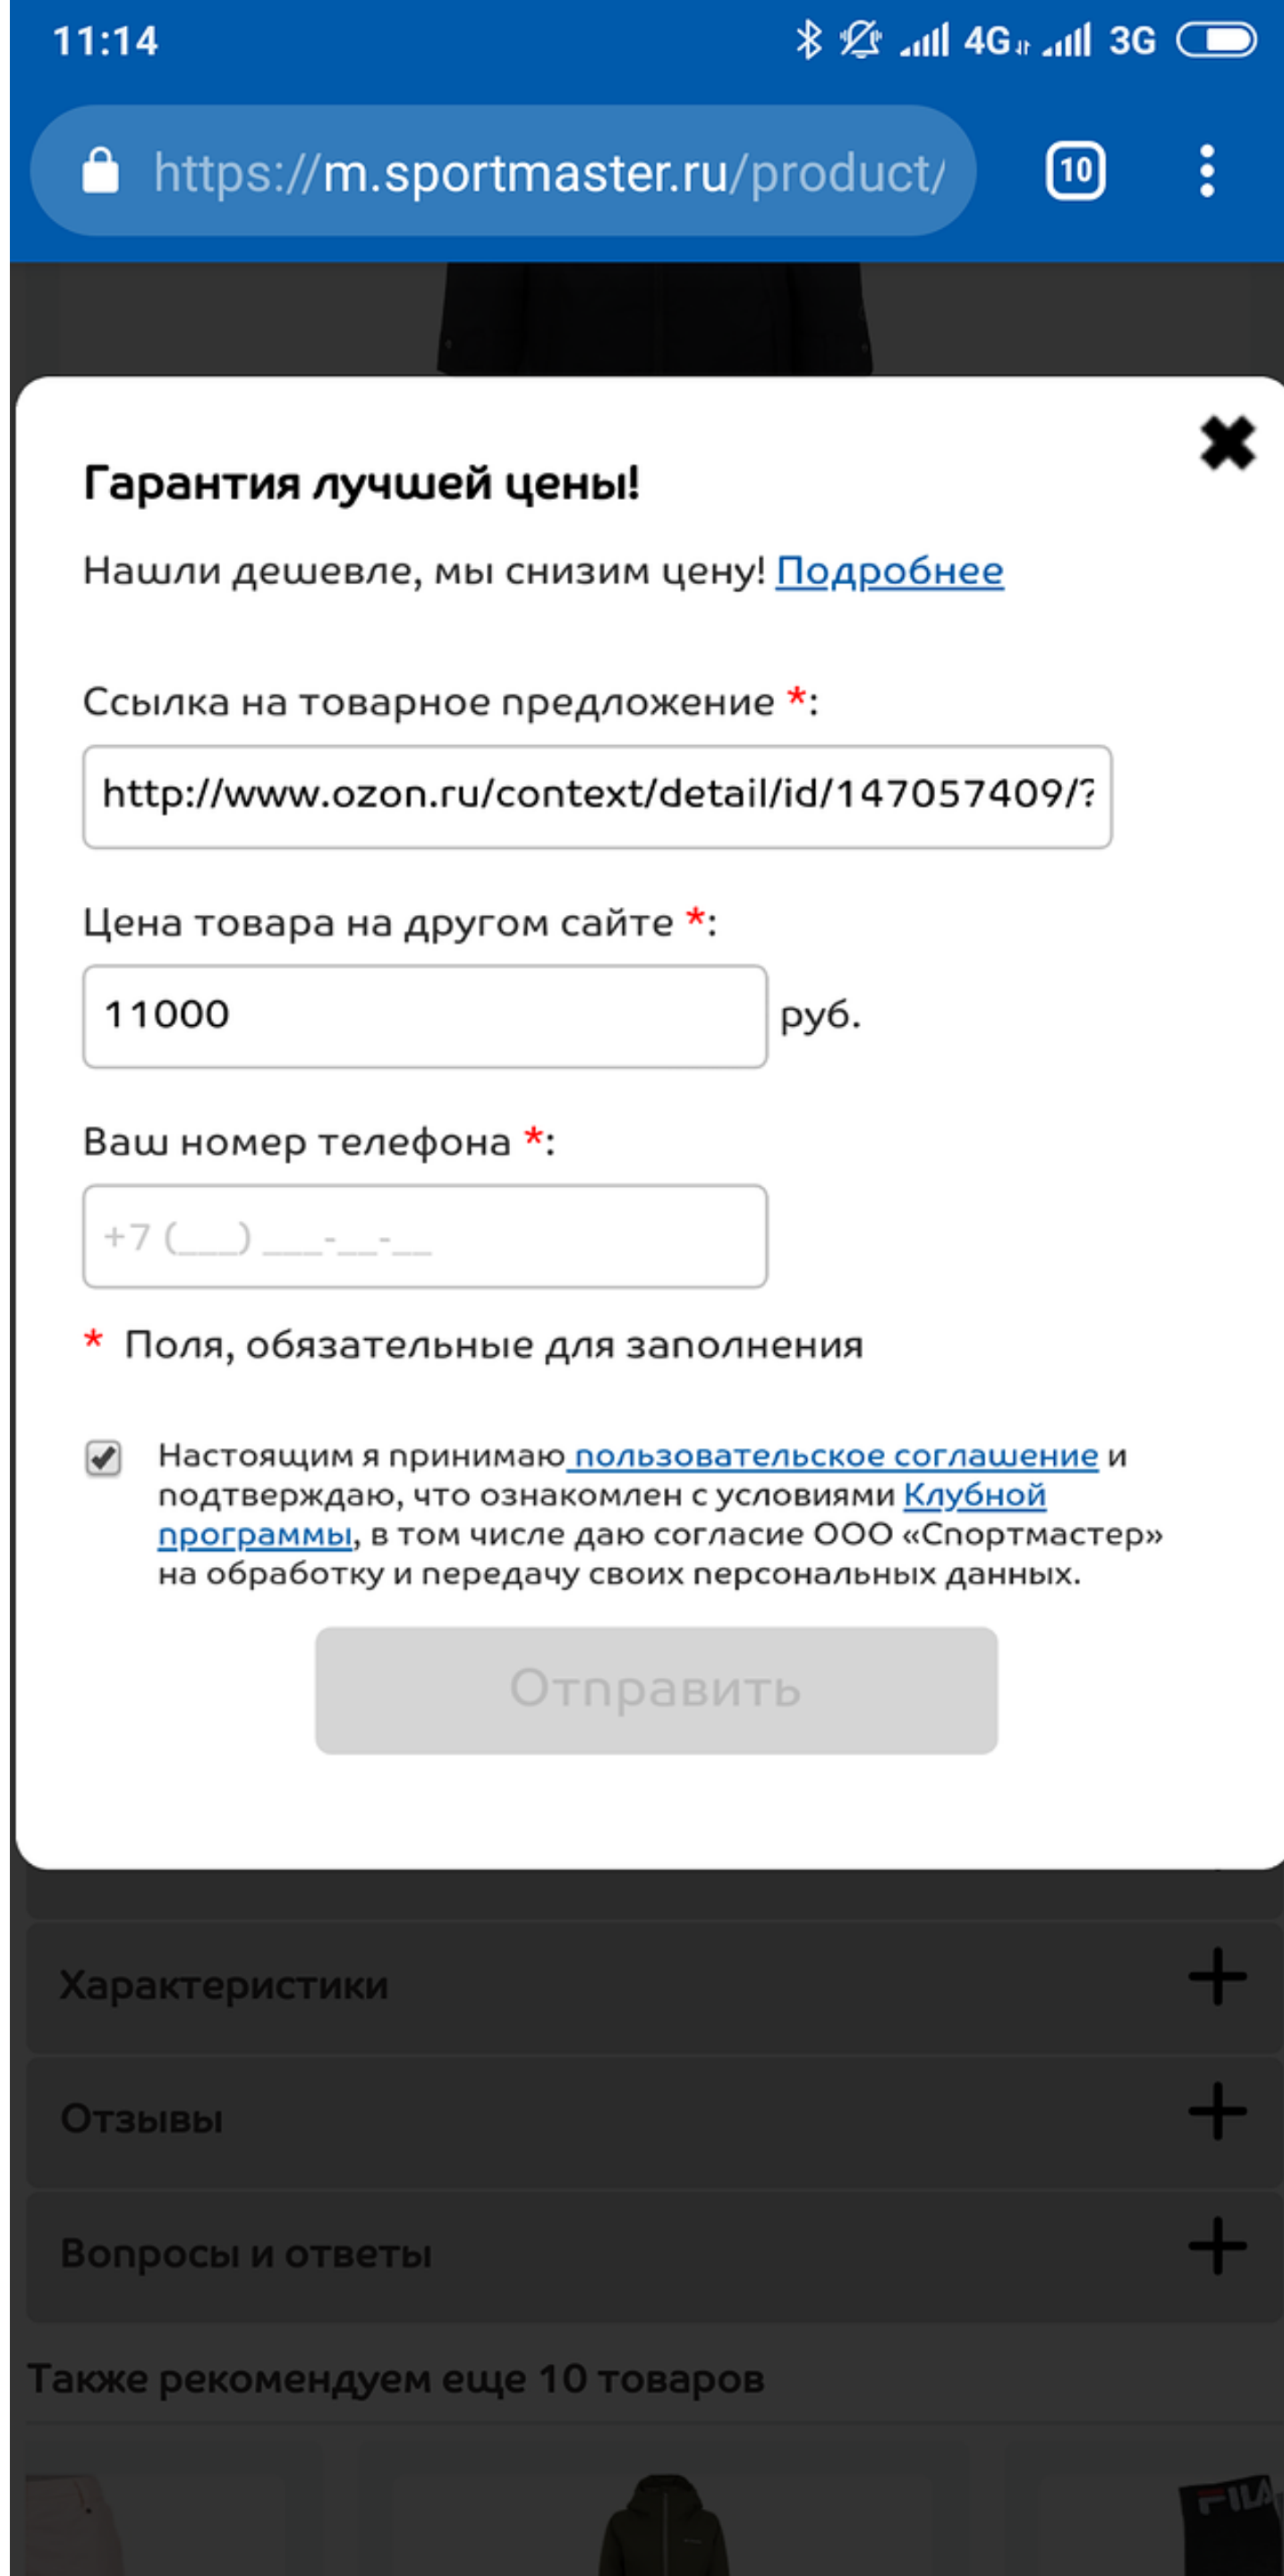 11:14 4G 3G
https://m.sportmaster.ru/product/ 10
Гарантия лучшей цены!
Нашли дешевле, мы снизим цену! Подробнее
Ссылка на товарное предложение *:
http://www.ozon.ru/context/detail/id/147057409/?
Цена товара на другом сайте *:
11000 руб.
Ваш номер телефона *:
+7 (___) ___-__-__
* Поля, обязательные для заполнения
Настоящим я принимаю пользовательское соглашение и
подтверждаю, что ознакомлен с условиями Клубной
программы, в том числе даю согласие ООО «Спортмастер»
на обработку и передачу своих персональных данных.
Отправить
Характеристики
Отзывы
Вопросы и ответы
Также рекомендуем еще 10 товаров
FILA